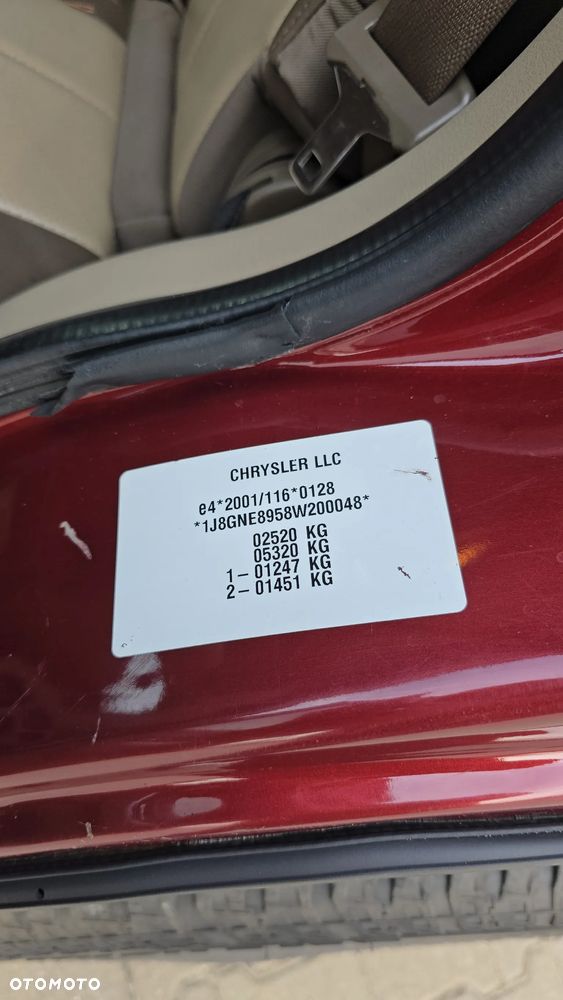 CHRYSLER LLC
e4*2001/116*0128
*1J8GNE8958W200048*
02520 KG
05320 KG
1– 01247 KG
2– 01451 KG
OTOMOTO